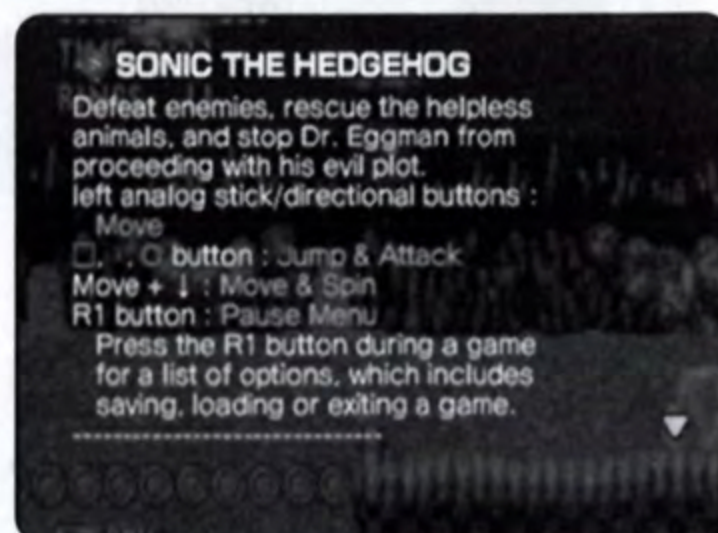 SONIC THE HEDGEHOG
Defeat enemies, rescue the helpless
animals, and stop Dr. Eggman from
proceeding with his evil plot.
left analog stick/directional buttons :
Move
□, , ○ button : Jump & Attack
Move + ↓ : Move & Spin
R1 button : Pause Menu
Press the R1 button during a game
for a list of options, which includes
saving, loading or exiting a game.
------------------------------